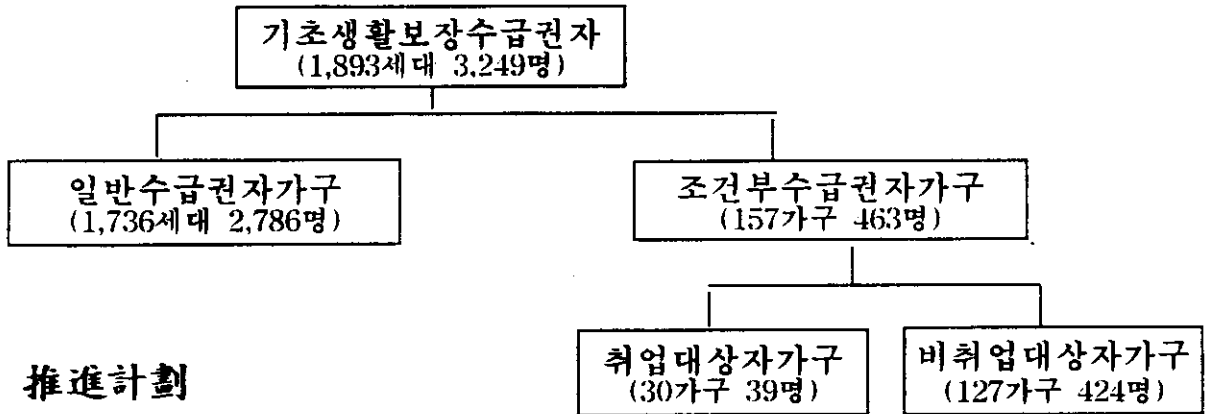 기초생활보장수급권자
(1,893세대 3,249명)
일반수급권자가구
(1,736세대 2,786명)
조건부수급권자가구
(157가구 463명)
취업대상자가구
(30가구 39명)
비취업대상자가구
(127가구 424명)
推進計劃